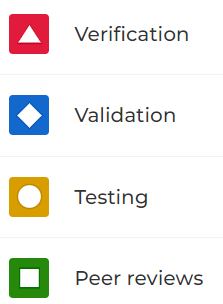 Verification
Validation
Testing
Peer reviews